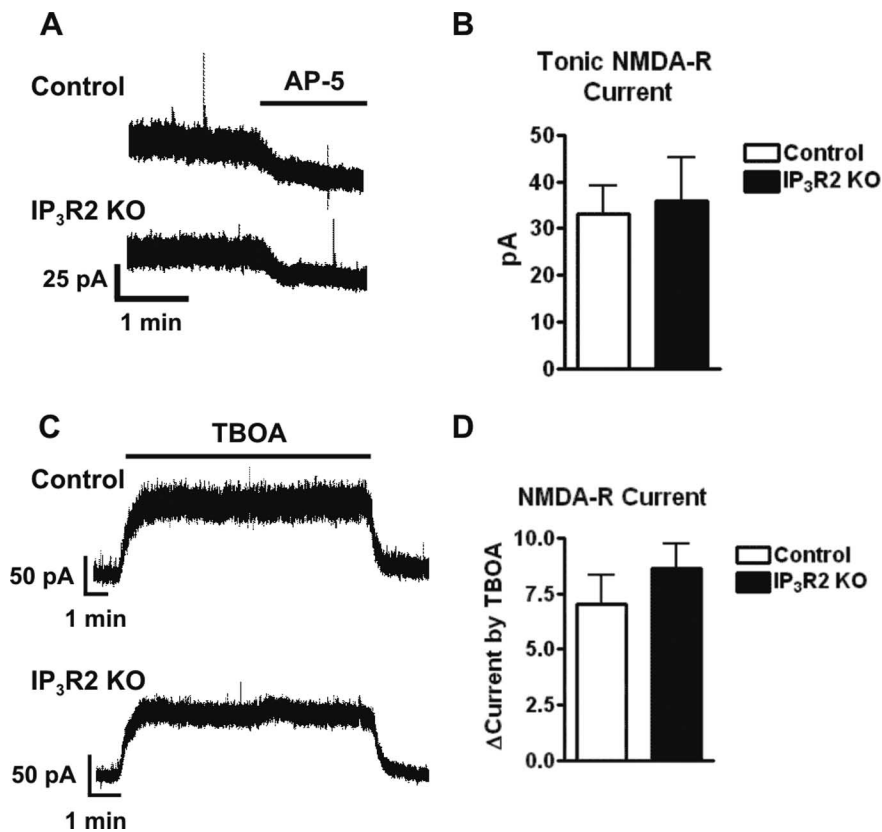 A
Control
AP-5
IP₃R2 KO
25 pA
1 min
B
Tonic NMDA-R
Current
50
40
30
20
10
0
pA
Control
IP₃R2 KO
C
TBOA
Control
50 pA
1 min
IP₃R2 KO
50 pA
1 min
D
NMDA-R Current
10.0
7.5
5.0
2.5
0.0
ΔCurrent by TBOA
Control
IP₃R2 KO